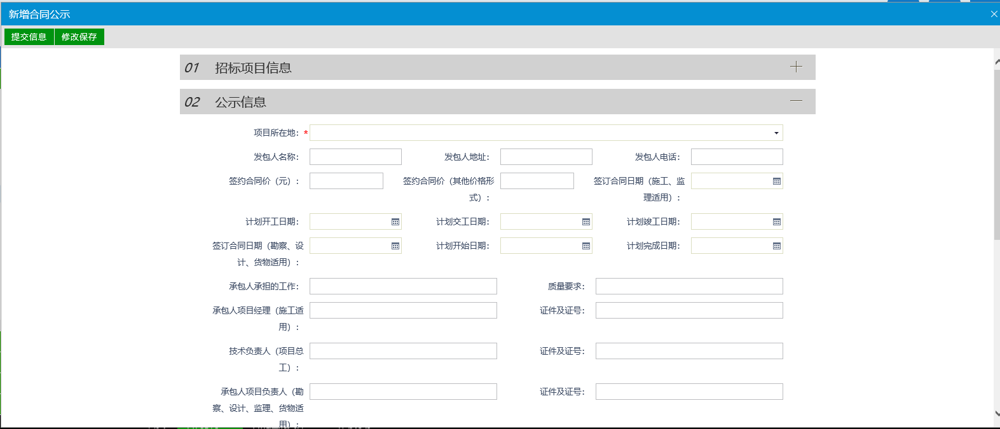 新增合同公示
提交信息 修改保存
01 招标项目信息
02 公示信息
项目所在地：*
发包人名称： 发包人地址： 发包人电话：
签约合同价（元）： 签约合同价（其他价格形式）： 签订合同日期（施工、监理适用）：
计划开工日期： 计划交工日期： 计划竣工日期：
签订合同日期（勘察、设计、货物适用）： 计划开始日期： 计划完成日期：
承包人承担的工作： 质量要求：
承包人项目经理（施工适用）： 证件及证号：
技术负责人（项目总工）： 证件及证号：
承包人项目负责人（勘察、设计、监理、货物适用）： 证件及证号：